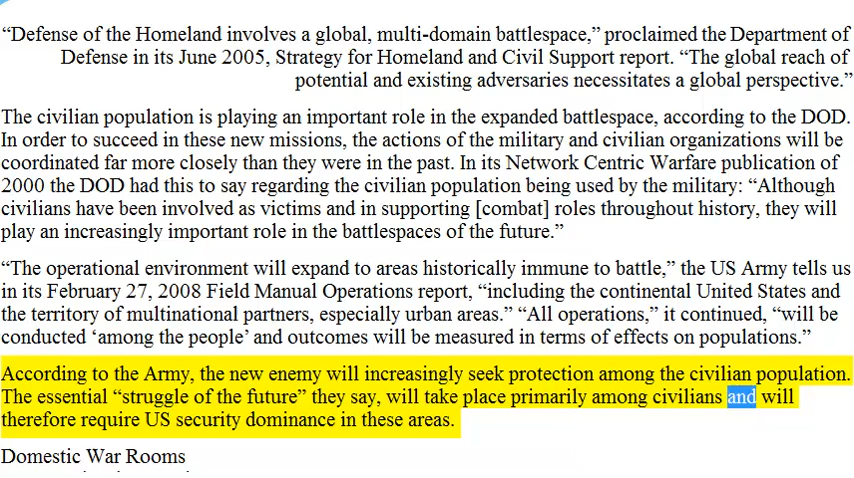 “Defense of the Homeland involves a global, multi-domain battlespace,” proclaimed the Department of
Defense in its June 2005, Strategy for Homeland and Civil Support report. “The global reach of
potential and existing adversaries necessitates a global perspective.”
The civilian population is playing an important role in the expanded battlespace, according to the DOD.
In order to succeed in these new missions, the actions of the military and civilian organizations will be
coordinated far more closely than they were in the past. In its Network Centric Warfare publication of
2000 the DOD had this to say regarding the civilian population being used by the military: “Although
civilians have been involved as victims and in supporting [combat] roles throughout history, they will
play an increasingly important role in the battlespaces of the future.”
“The operational environment will expand to areas historically immune to battle,” the US Army tells us
in its February 27, 2008 Field Manual Operations report, “including the continental United States and
the territory of multinational partners, especially urban areas.” “All operations,” it continued, “will be
conducted ‘among the people’ and outcomes will be measured in terms of effects on populations.”
According to the Army, the new enemy will increasingly seek protection among the civilian population.
The essential “struggle of the future” they say, will take place primarily among civilians and will
therefore require US security dominance in these areas.
Domestic War Rooms